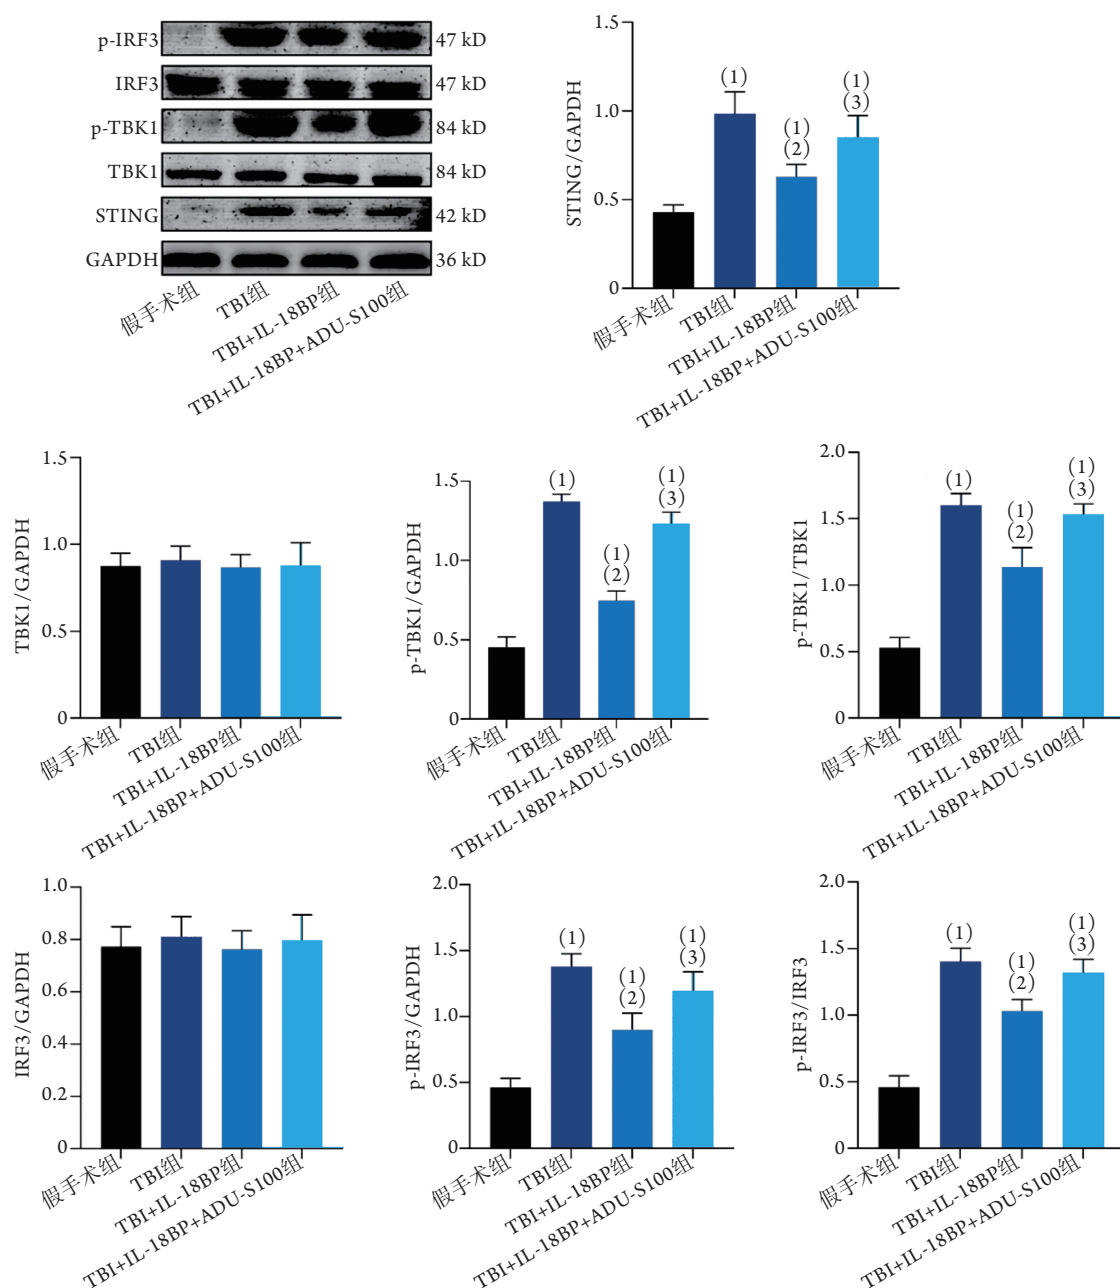 p-IRF3
47 kD
IRF3
47 kD
p-TBK1
84 kD
TBK1
84 kD
STING
42 kD
GAPDH
36 kD
假手术组
TBI组
TBI+IL-18BP组
TBI+IL-18BP+ADU-S100组
STING/GAPDH
1.5
1.0
0.5
0
(1)
(1)
(2)
(1)
(3)
假手术组
TBI组
TBI+IL-18BP组
TBI+IL-18BP+ADU-S100组
TBK1/GAPDH
1.5
1.0
0.5
0
假手术组
TBI组
TBI+IL-18BP组
TBI+IL-18BP+ADU-S100组
p-TBK1/GAPDH
1.5
1.0
0.5
0
(1)
(1)
(2)
(1)
(3)
假手术组
TBI组
TBI+IL-18BP组
TBI+IL-18BP+ADU-S100组
p-TBK1/TBK1
2.0
1.5
1.0
0.5
0
(1)
(1)
(2)
(1)
(3)
假手术组
TBI组
TBI+IL-18BP组
TBI+IL-18BP+ADU-S100组
IRF3/GAPDH
1.0
0.8
0.6
0.4
0.2
0
假手术组
TBI组
TBI+IL-18BP组
TBI+IL-18BP+ADU-S100组
p-IRF3/GAPDH
2.0
1.5
1.0
0.5
0
(1)
(1)
(2)
(1)
(3)
假手术组
TBI组
TBI+IL-18BP组
TBI+IL-18BP+ADU-S100组
p-IRF3/IRF3
2.0
1.5
1.0
0.5
0
(1)
(1)
(2)
(1)
(3)
假手术组
TBI组
TBI+IL-18BP组
TBI+IL-18BP+ADU-S100组